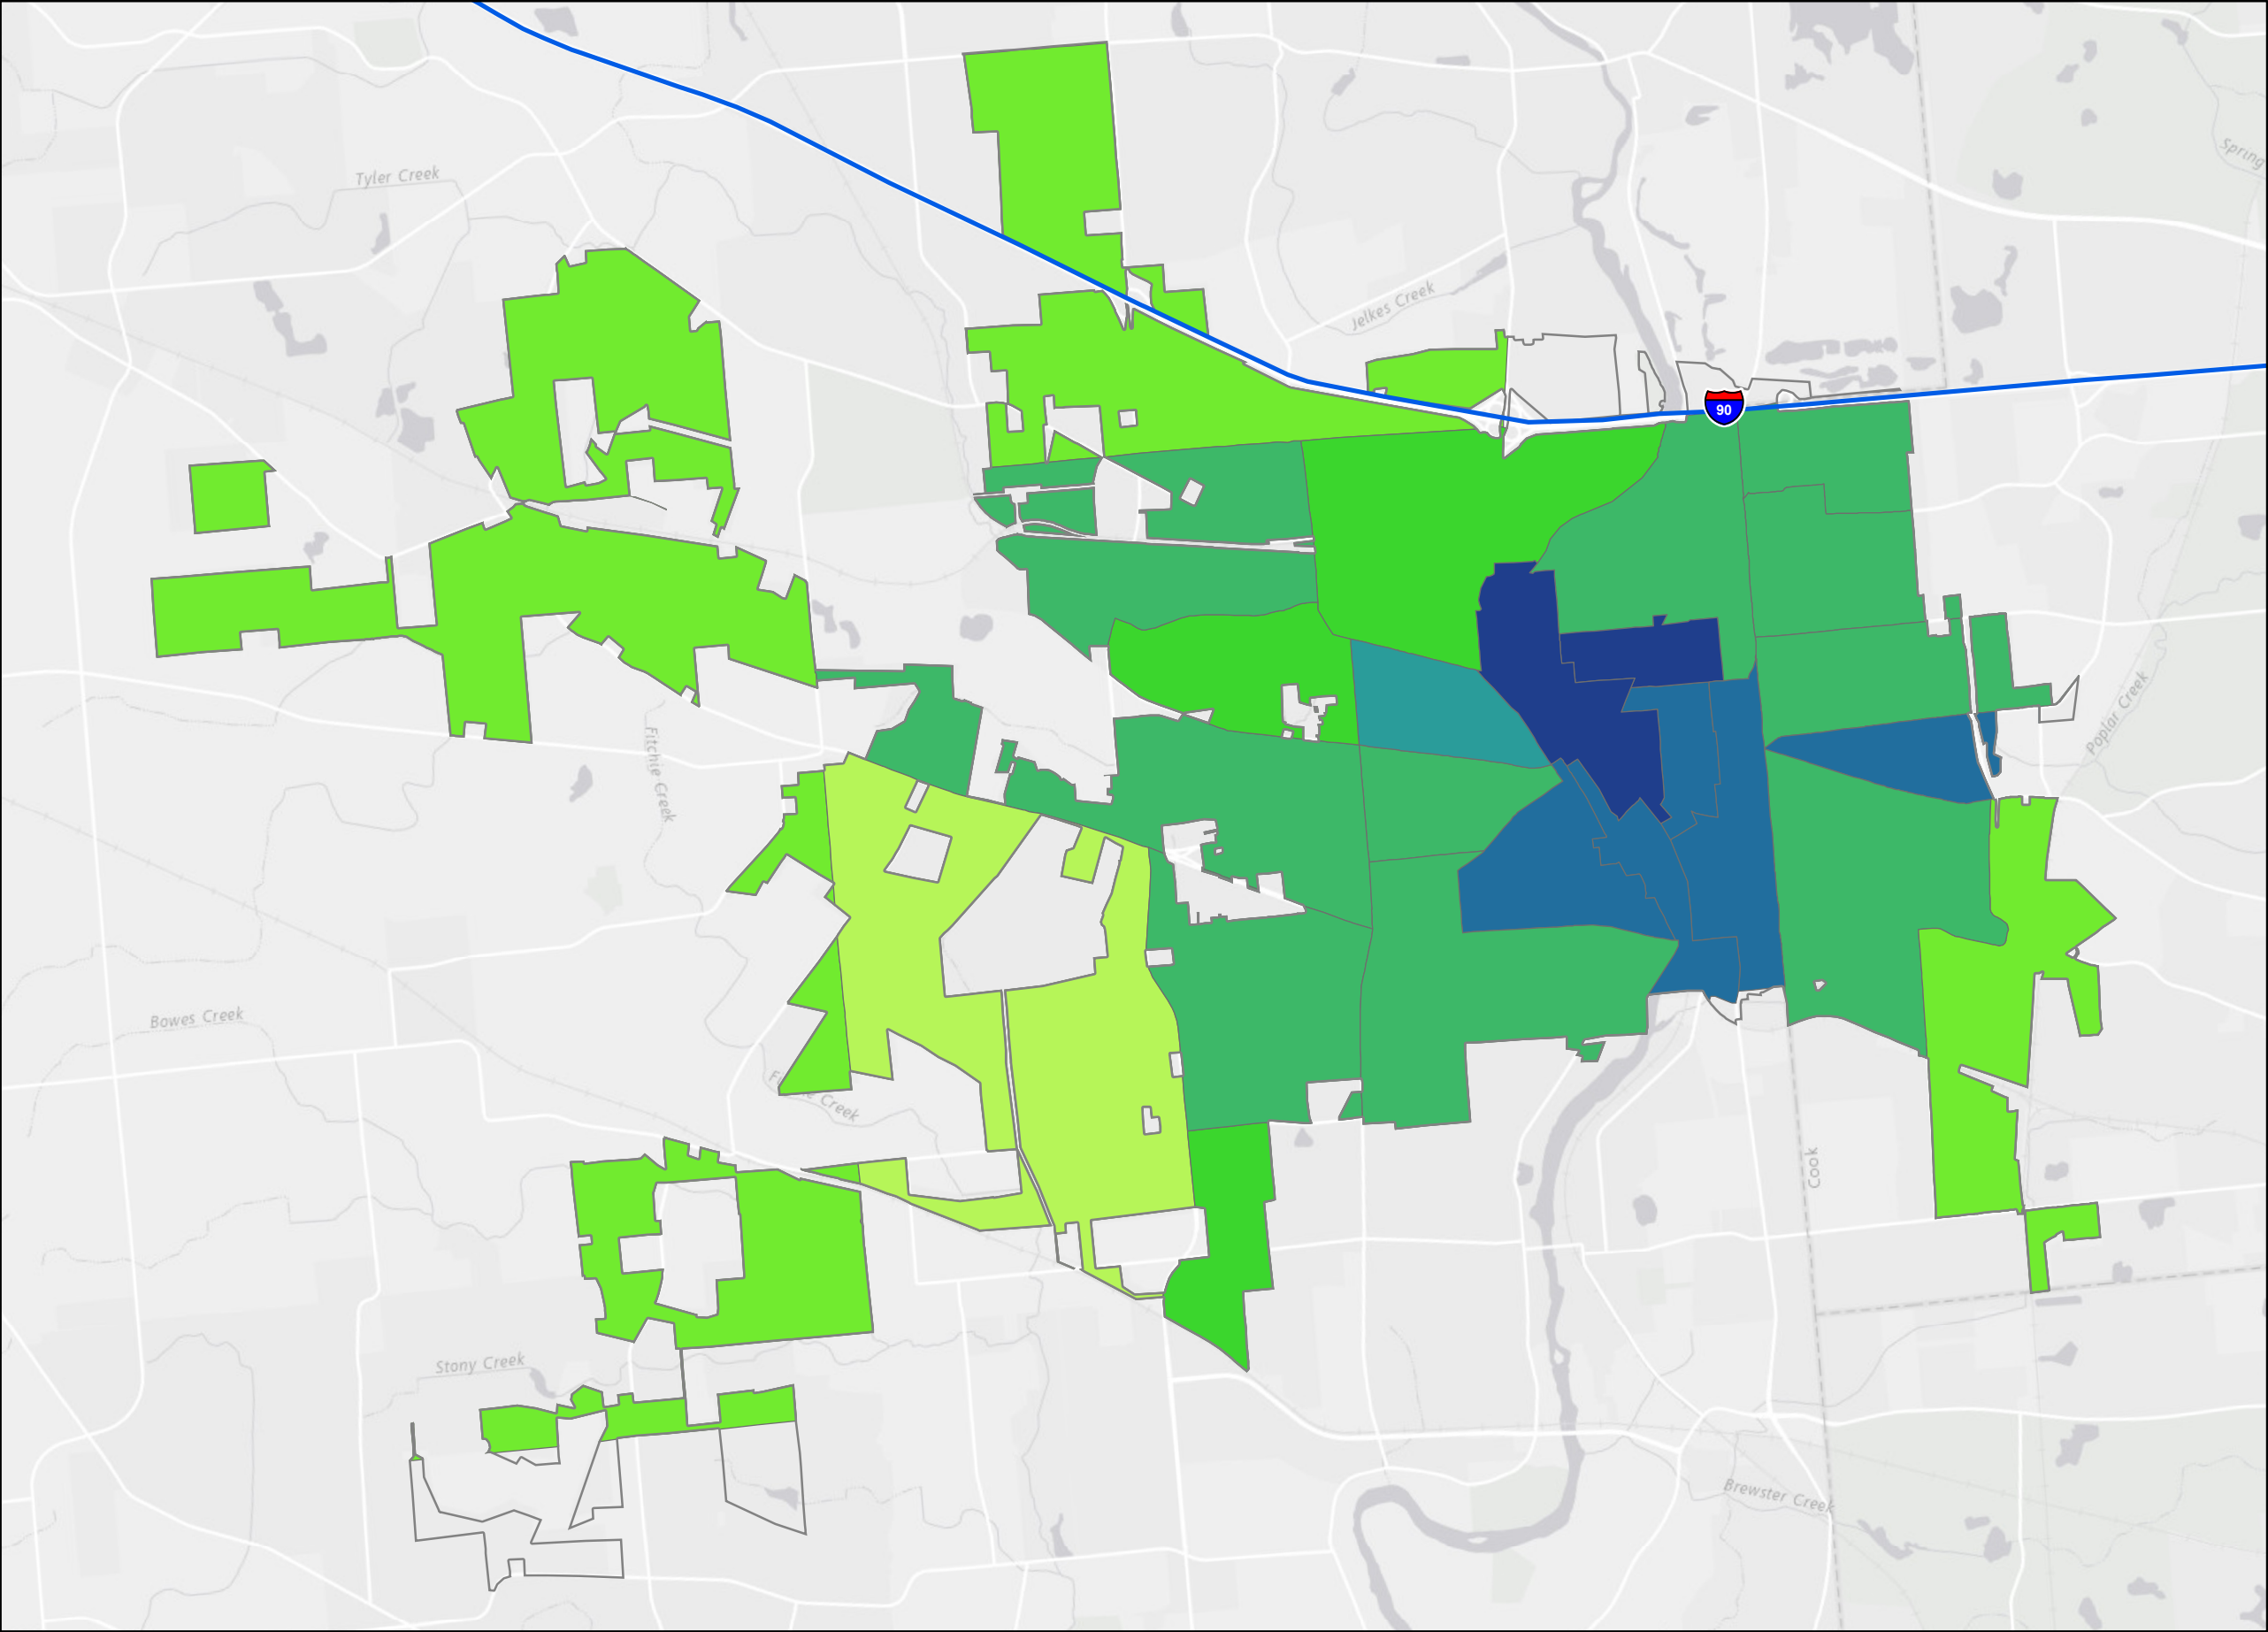 Tyler Creek
Spring
Jelkes Creek
90
Fitchie Creek
Poplar Creek
Bowes Creek
Creek
Cook
Stony Creek
Brewster Creek